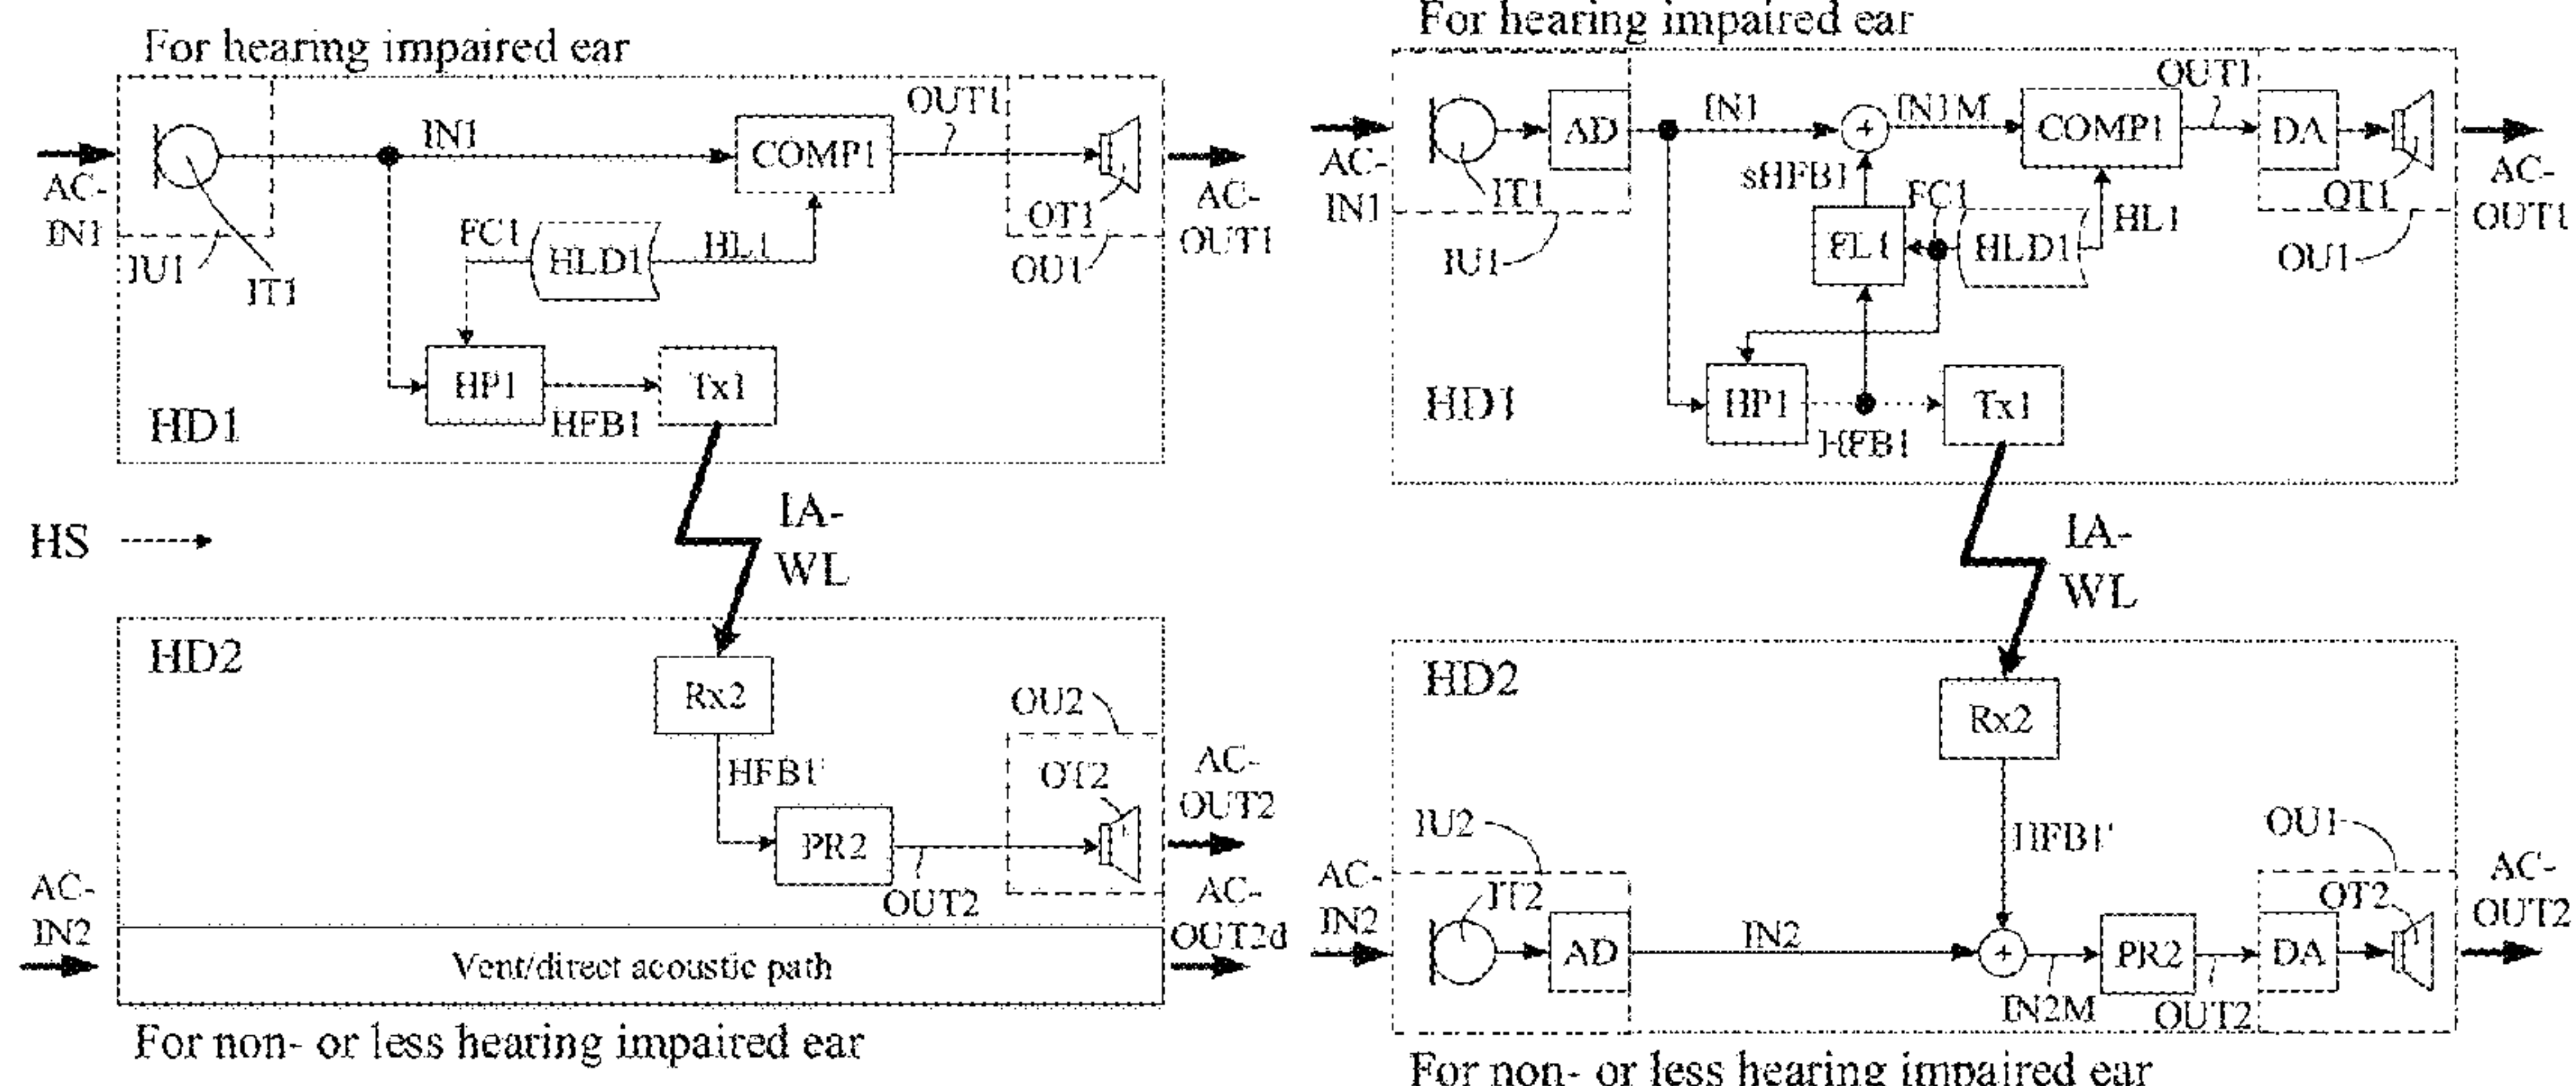 For hearing impaired ear
OUT1
IN1
COMP1
AC-
IN1
OT1
AC-
OUT1
FC1
HLD1
HL1
IU1
IT1
OU1
HP1
Tx1
HFB1
HD1
IA-
WL
HS
HD2
Rx2
OU2
HFB1'
OT2
AC-
OUT2
PR2
OUT2
AC-
IN2
AC-
OUT2d
Vent/direct acoustic path
For non- or less hearing impaired ear
For hearing impaired ear
OUT1
AD
IN1
+
IN1M
COMP1
DA
AC-
IN1
IT1
sHFB1
FC1
OT1
AC-
OUT1
IU1
FL1
HLD1
HL1
OU1
HP1
Tx1
HFB1
HD1
IA-
WL
HD2
Rx2
IU2
HFB1'
OU1
AC-
IN2
IT2
OT2
AC-
OUT2
AD
IN2
+
PR2
DA
IN2M
OUT2
For non- or less hearing impaired ear